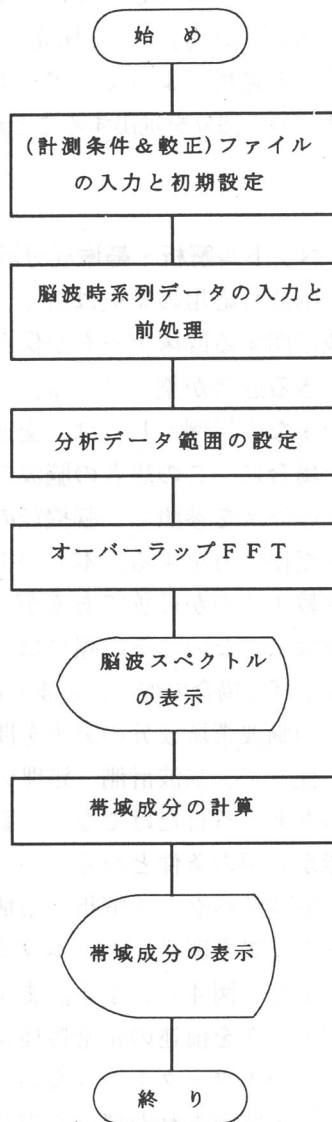 始 め
(計測条件&較正)ファイル
の入力と初期設定
脳波時系列データの入力と
前処理
分析データ範囲の設定
オーバーラップFFT
脳波スペクトル
の表示
帯域成分の計算
帯域成分の表示
終 り